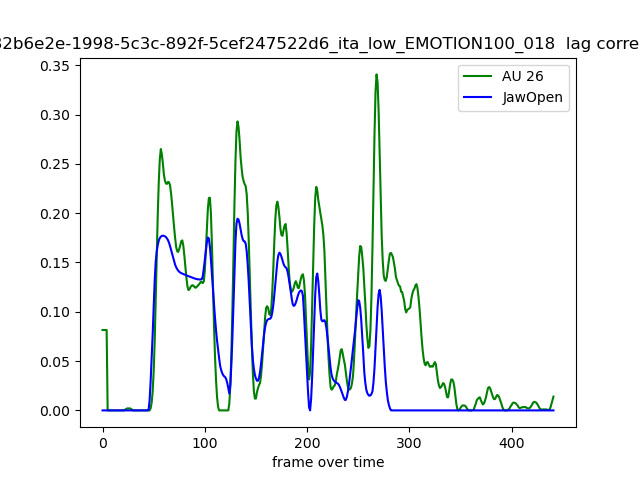 32b6e2e-1998-5c3c-892f-5cef247522d6_ita_low_EMOTION100_018 lag corre
AU 26
JawOpen
0.35
0.30
0.25
0.20
0.15
0.10
0.05
0.00
0 100 200 300 400
frame over time